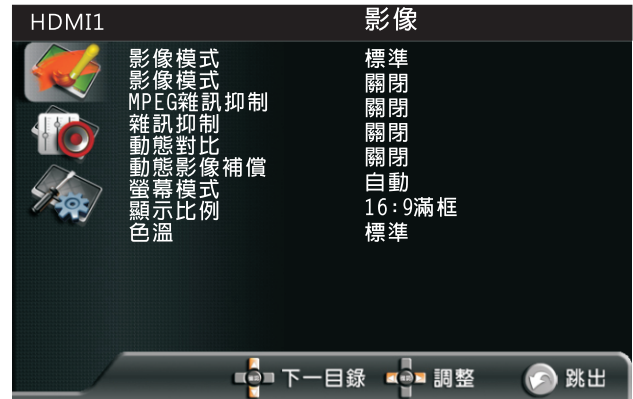 HDMI1 影像
影像模式 標準
影像模式 關閉
MPEG雜訊抑制 關閉
雜訊抑制 關閉
動態對比 關閉
動態影像補償 自動
螢幕模式 16:9滿框
顯示比例 標準
色溫
下一目錄 調整 跳出